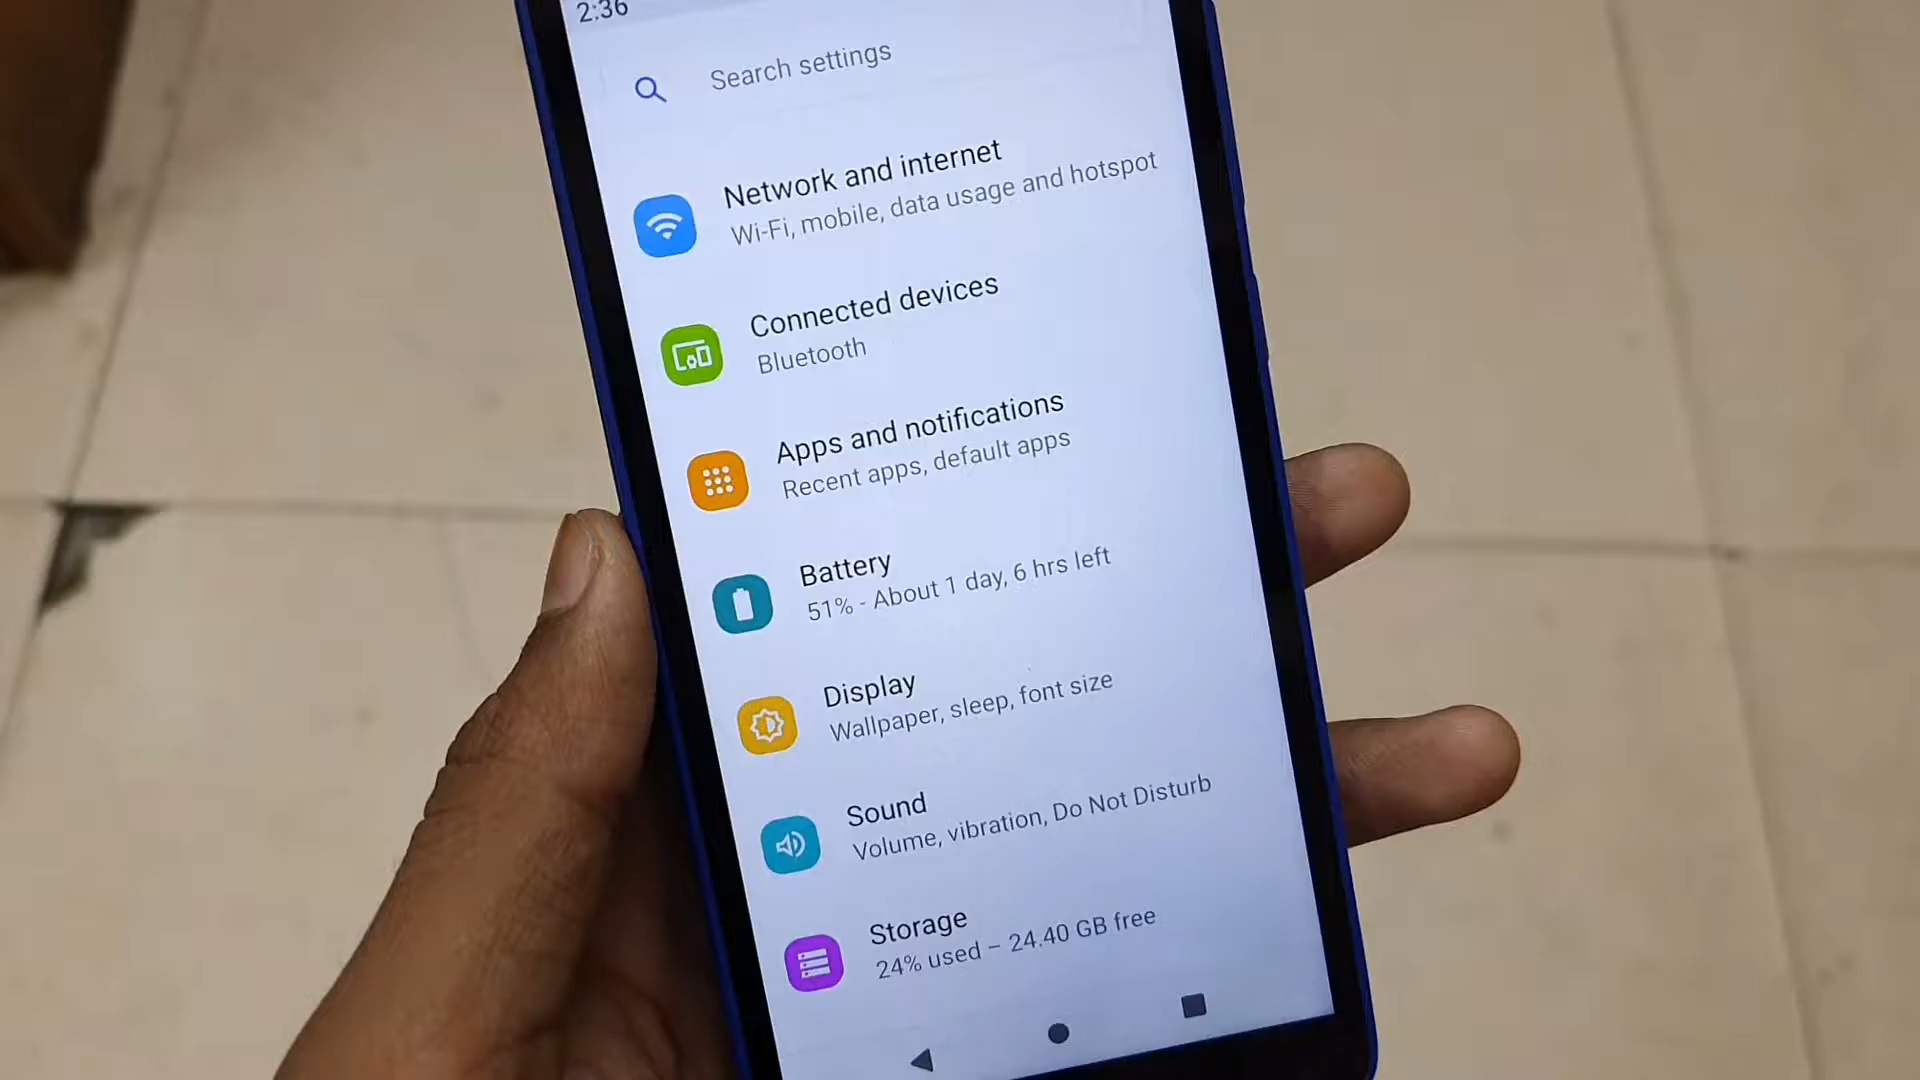 2:36
Search settings
Network and internet
Wi-Fi, mobile, data usage and hotspot
Connected devices
Bluetooth
Apps and notifications
Recent apps, default apps
Battery
51% - About 1 day, 6 hrs left
Display
Wallpaper, sleep, font size
Sound
Volume, vibration, Do Not Disturb
Storage
24% used – 24.40 GB free